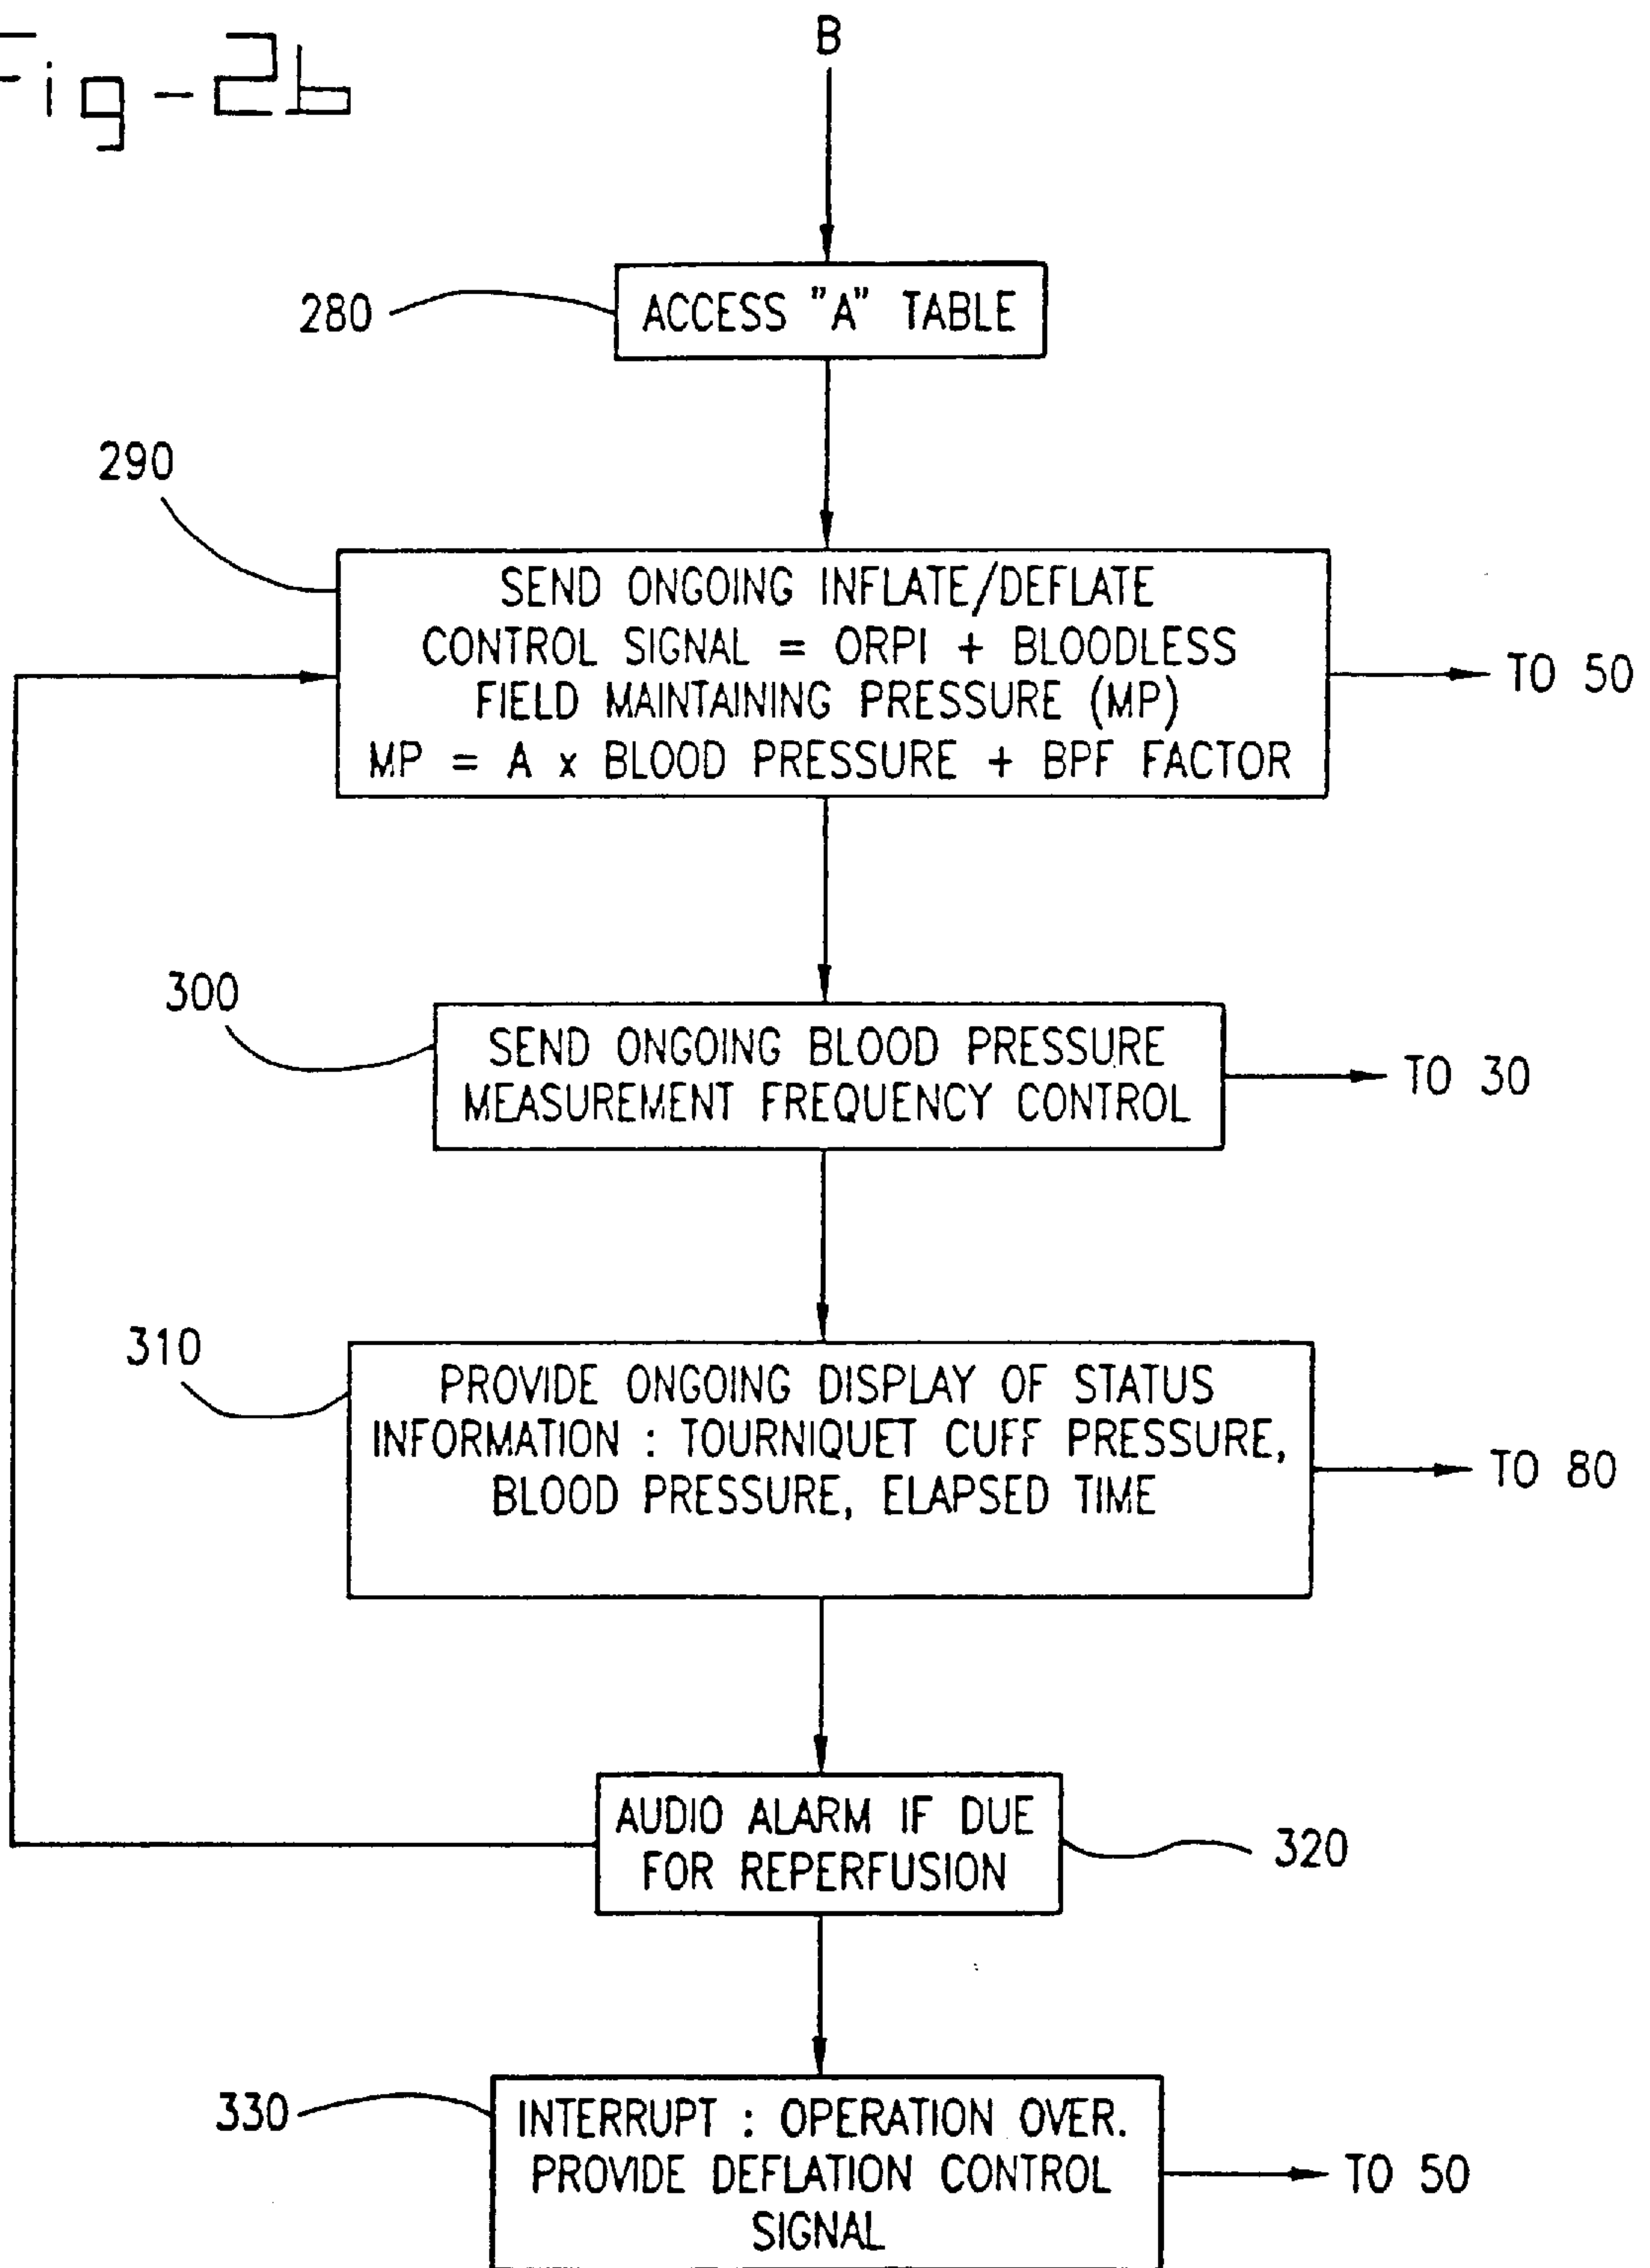 Fig-2b
B
280
ACCESS "A" TABLE
290
SEND ONGOING INFLATE/DEFLATE
CONTROL SIGNAL = ORPI + BLOODLESS
FIELD MAINTAINING PRESSURE (MP)
MP = A x BLOOD PRESSURE + BPF FACTOR
TO 50
300
SEND ONGOING BLOOD PRESSURE
MEASUREMENT FREQUENCY CONTROL
TO 30
310
PROVIDE ONGOING DISPLAY OF STATUS
INFORMATION : TOURNIQUET CUFF PRESSURE,
BLOOD PRESSURE, ELAPSED TIME
TO 80
AUDIO ALARM IF DUE
FOR REPERFUSION
320
330
INTERRUPT : OPERATION OVER.
PROVIDE DEFLATION CONTROL
SIGNAL
TO 50